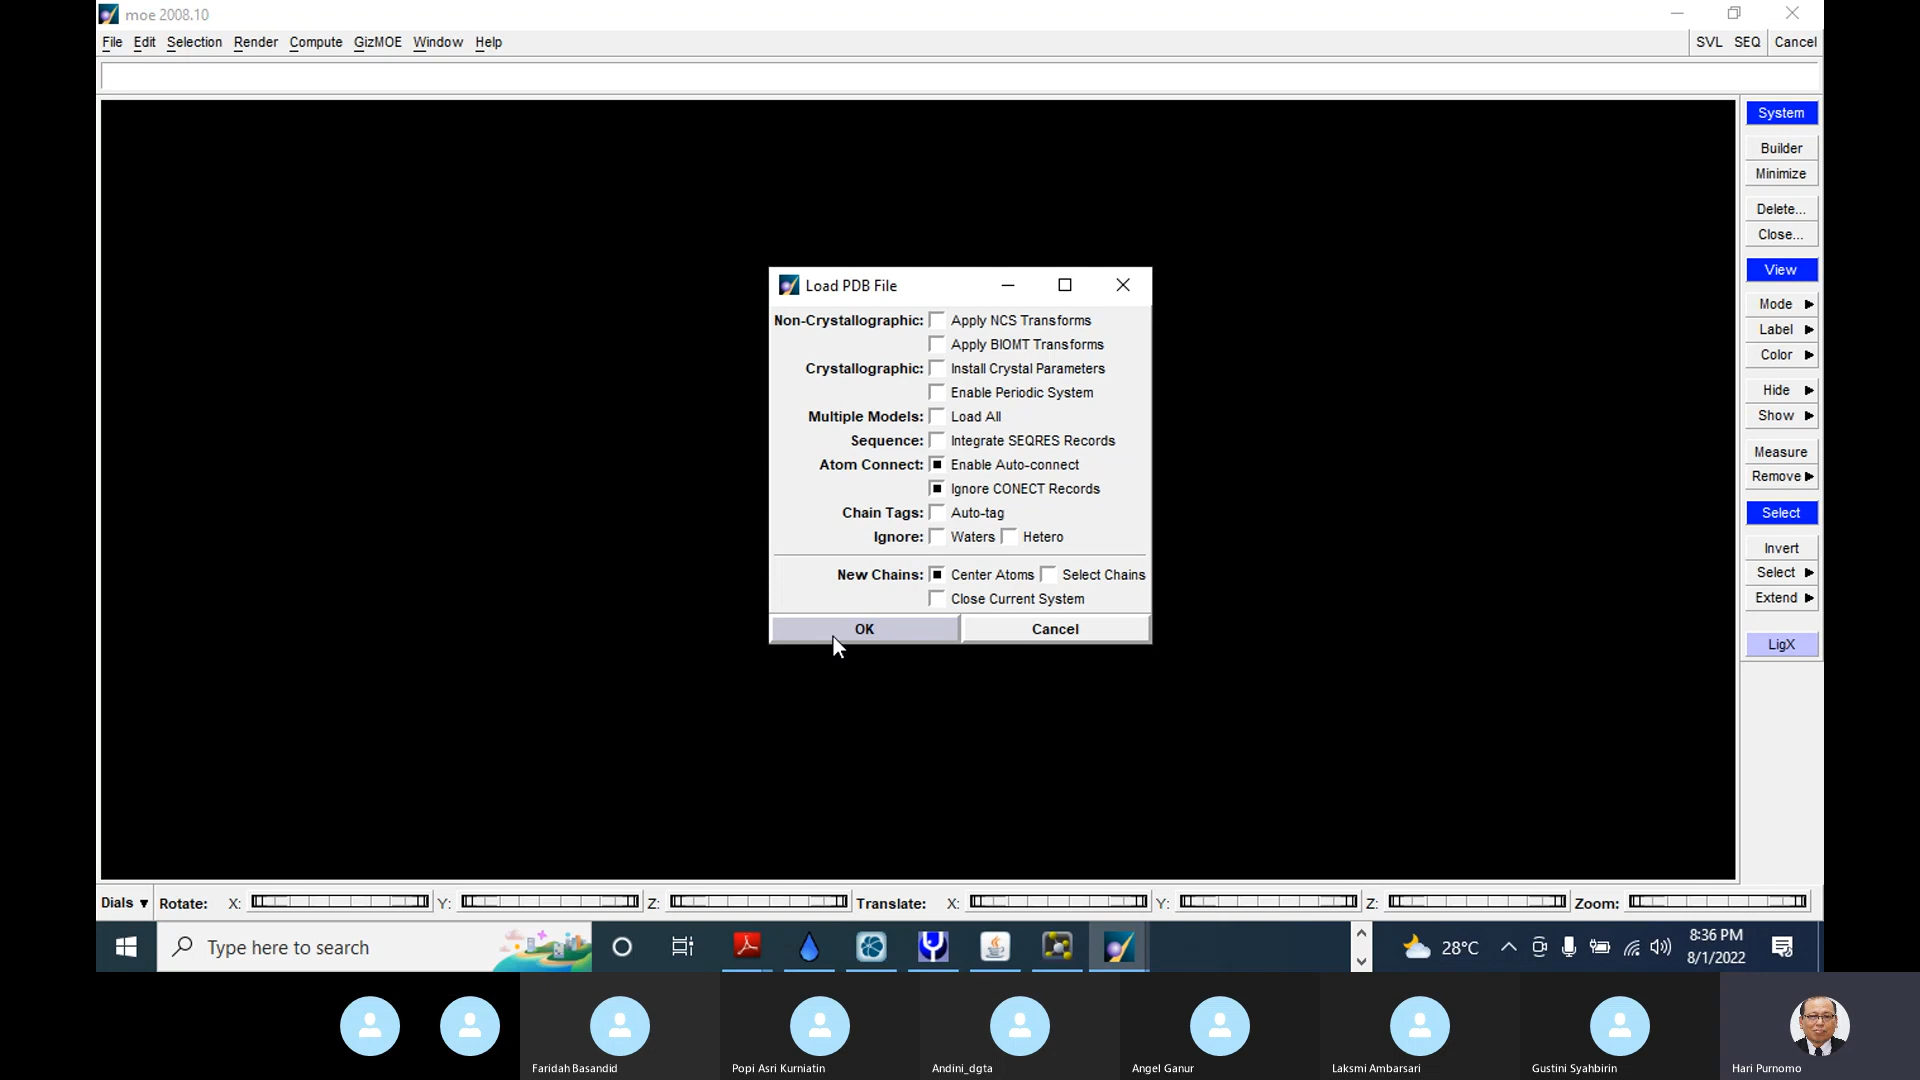 moe 2008.10
File Edit Selection Render Compute GizMOE Window Help
SVL SEQ Cancel
System
Builder
Minimize
Delete...
Close...
View
Mode
Label
Color
Hide
Show
Measure
Remove
Select
Invert
Select
Extend
LigX
Load PDB File
Non-Crystallographic: Apply NCS Transforms
Apply BIOMT Transforms
Crystallographic: Install Crystal Parameters
Enable Periodic System
Multiple Models: Load All
Sequence: Integrate SEQRES Records
Atom Connect: Enable Auto-connect
Ignore CONECT Records
Chain Tags: Auto-tag
Ignore: Waters Hetero
New Chains: Center Atoms Select Chains
Close Current System
OK Cancel
Dials Rotate: X: Y: Z: Translate: X: Y: Z: Zoom:
Type here to search
28°C
8:36 PM
8/1/2022
Faridah Basandid
Popi Asri Kurniatin
Andini_dgta
Angel Ganur
Laksmi Ambarsari
Gustini Syahbirin
Hari Purnomo